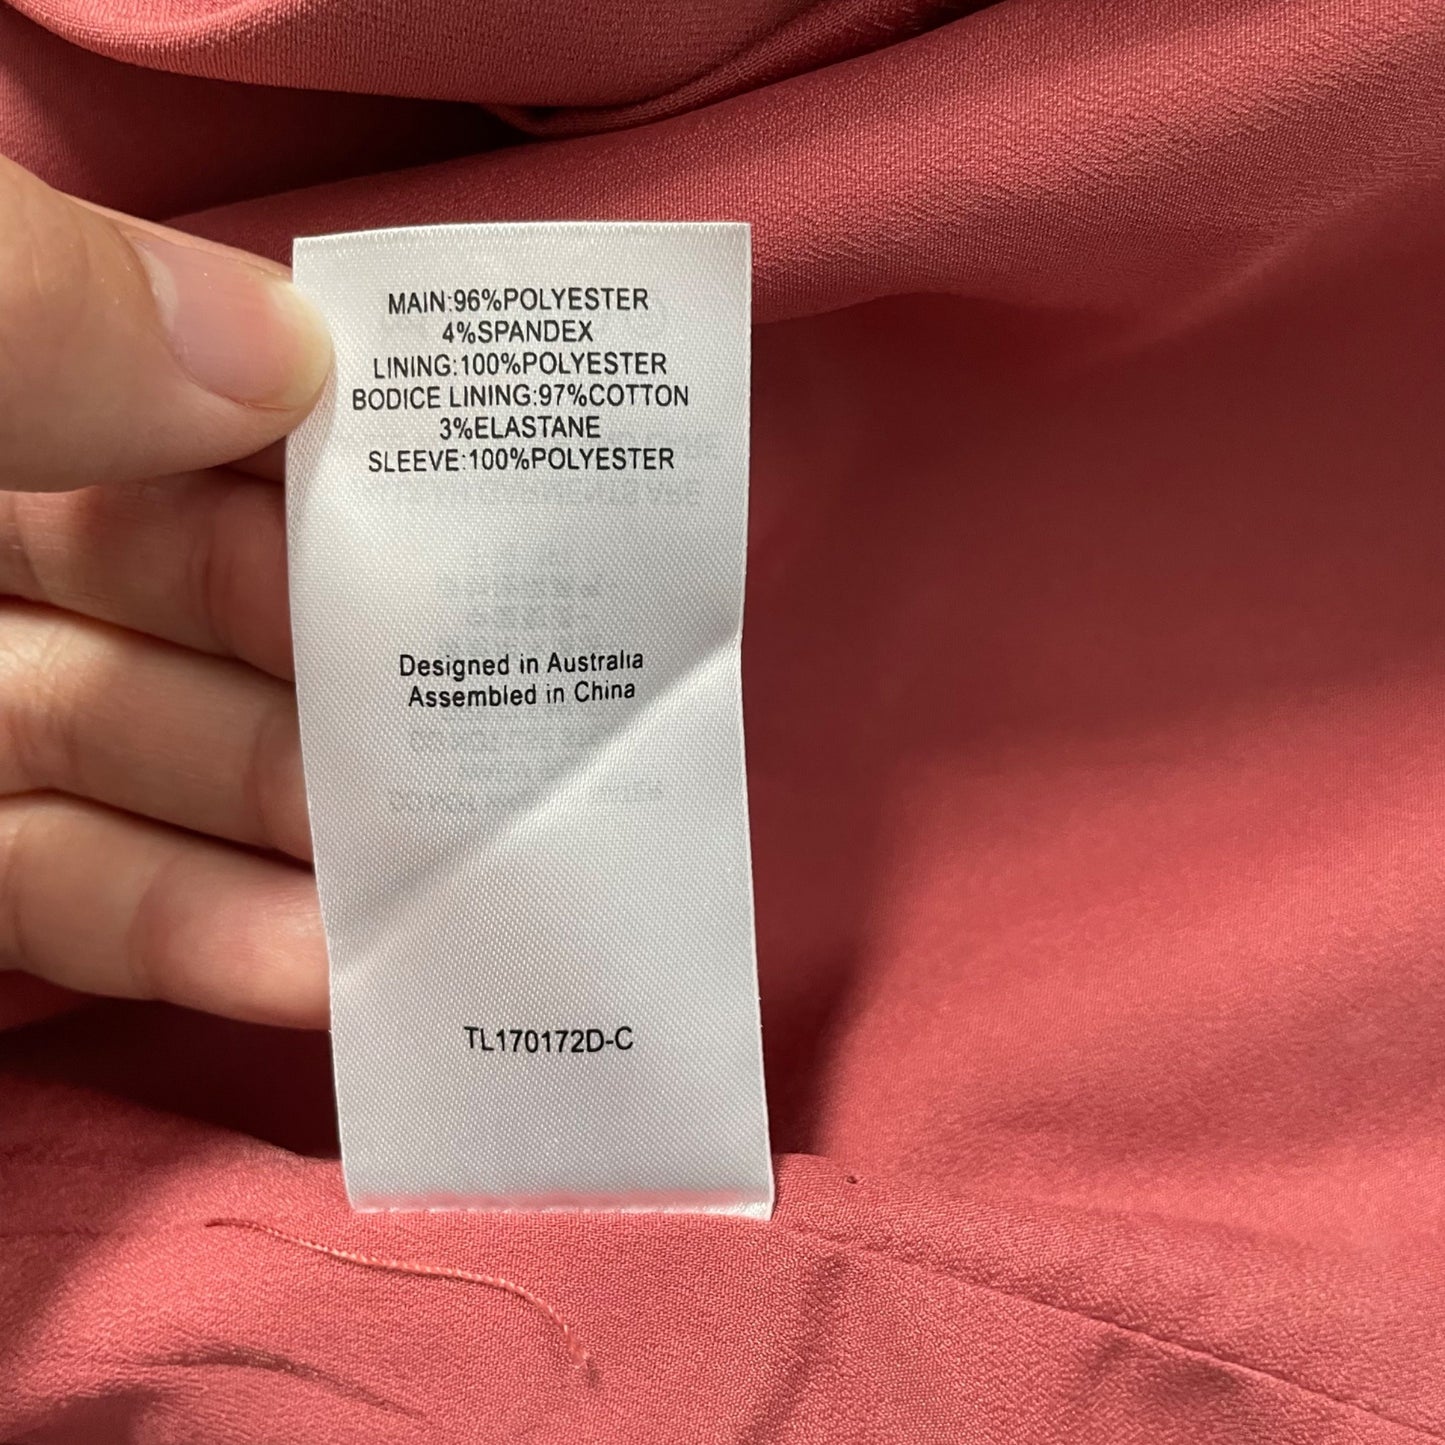 MAIN:96%POLYESTER
4%SPANDEX
LINING:100%POLYESTER
BODICE LINING:97%COTTON
3%ELASTANE
SLEEVE:100%POLYESTER
Designed in Australia
Assembled in China
TL170172D-C